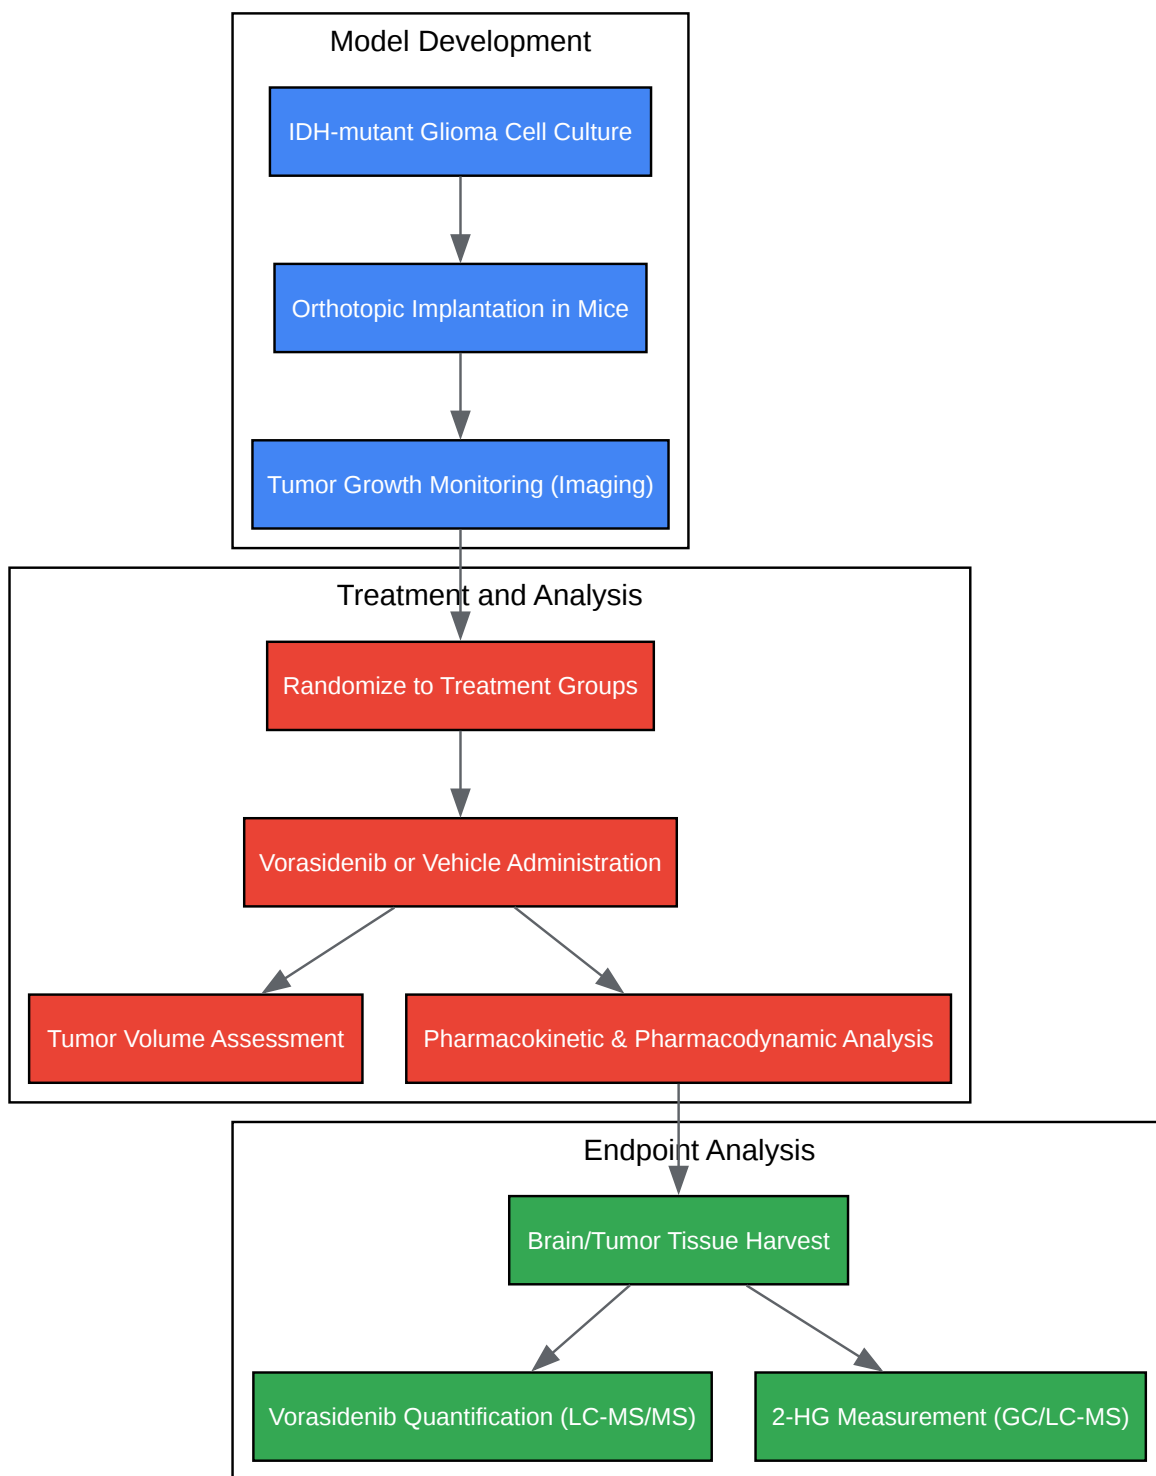 Model Development
IDH-mutant Glioma Cell Culture
Orthotopic Implantation in Mice
Tumor Growth Monitoring (Imaging)
Treatment and Analysis
Randomize to Treatment Groups
Vorasidenib or Vehicle Administration
Tumor Volume Assessment
Pharmacokinetic & Pharmacodynamic Analysis
Endpoint Analysis
Brain/Tumor Tissue Harvest
Vorasidenib Quantification (LC-MS/MS)
2-HG Measurement (GC/LC-MS)